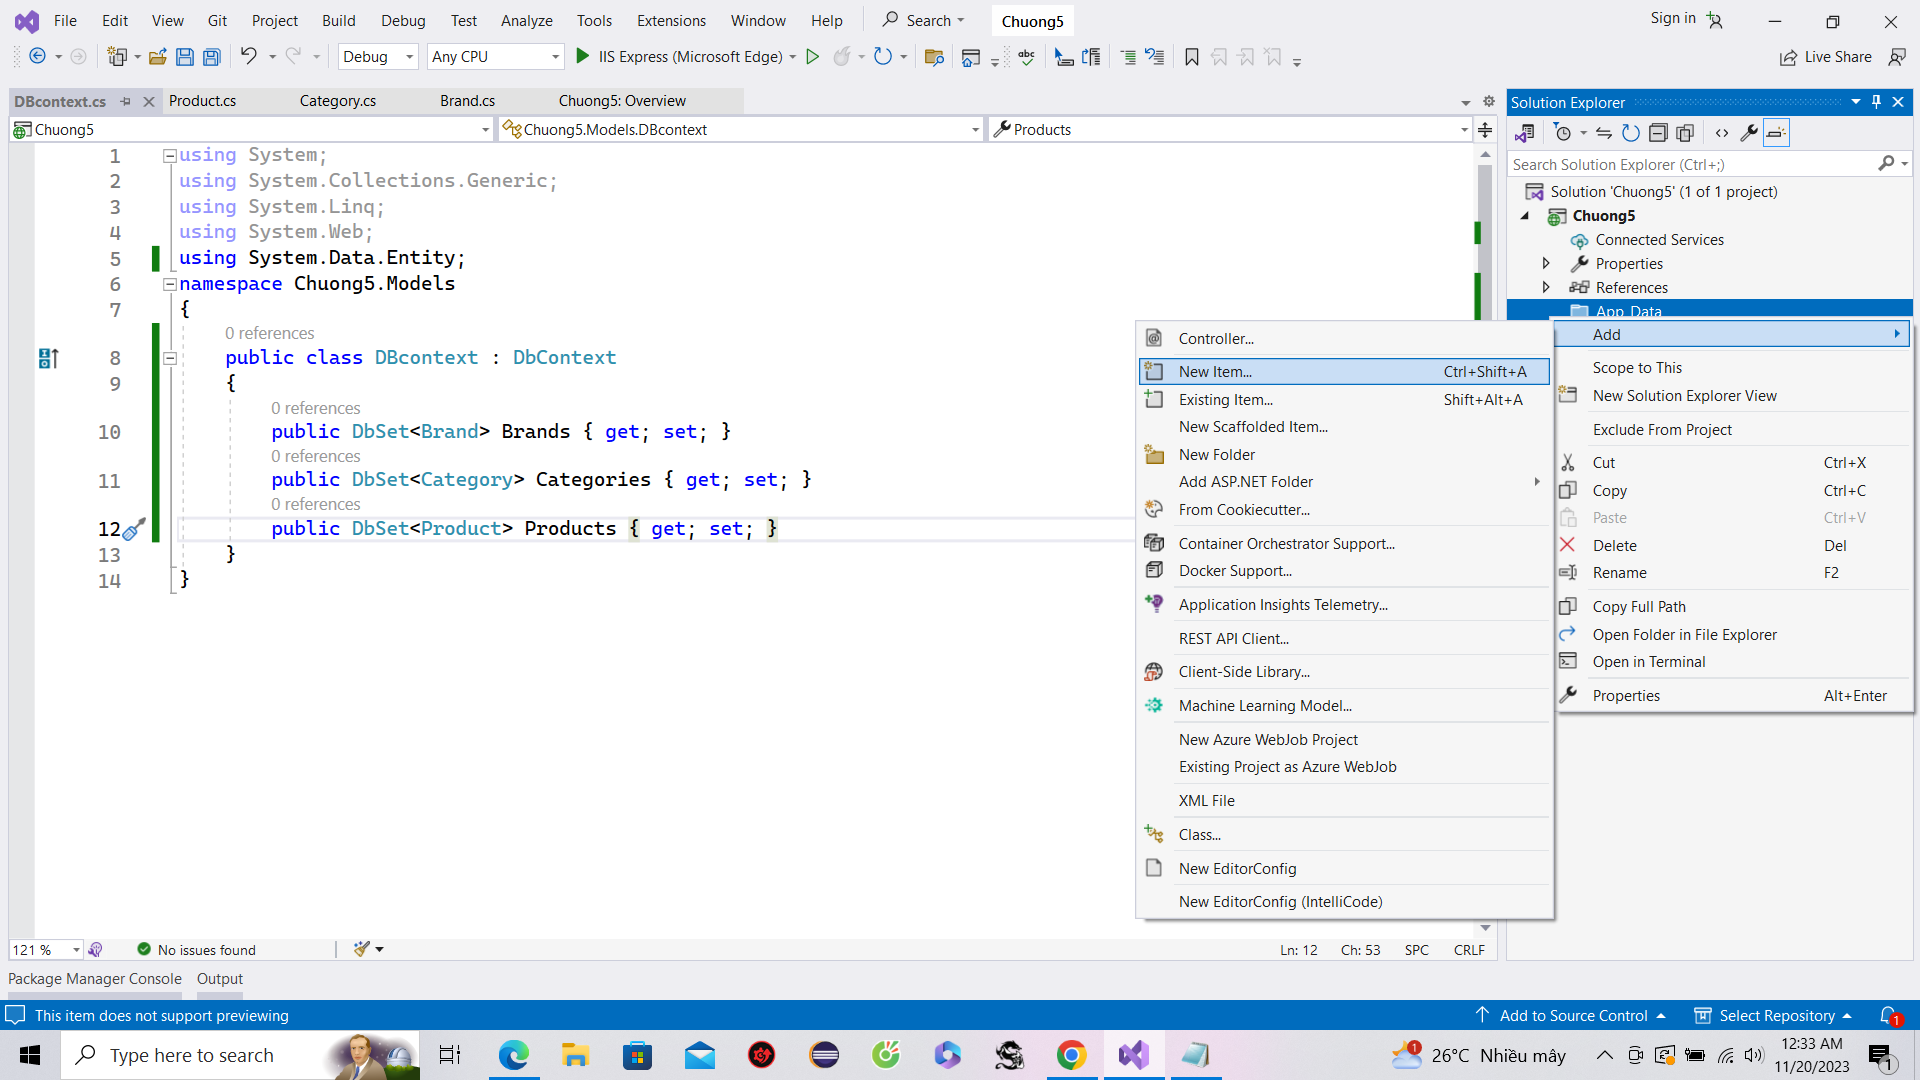 File Edit View Git Project Build Debug Test Analyze Tools Extensions Window Help Search Chuong5 Sign in
Debug Any CPU IIS Express (Microsoft Edge) abc Live Share
DBcontext.cs Product.cs Category.cs Brand.cs Chuong5: Overview
Chuong5 Chuong5.Models.DBcontext Products
1 using System;
2 using System.Collections.Generic;
3 using System.Linq;
4 using System.Web;
5 using System.Data.Entity;
6 namespace Chuong5.Models
7 {
0 references
8 public class DBcontext : DbContext
9 {
0 references
10 public DbSet<Brand> Brands { get; set; }
0 references
11 public DbSet<Category> Categories { get; set; }
0 references
12 public DbSet<Product> Products { get; set; }
13 }
14 }
Solution Explorer
Search Solution Explorer (Ctrl+;)
Solution 'Chuong5' (1 of 1 project)
Chuong5
Connected Services
Properties
References
App_Data
Controller...
New Item... Ctrl+Shift+A
Existing Item... Shift+Alt+A
New Scaffolded Item...
New Folder
Add ASP.NET Folder
From Cookiecutter...
Container Orchestrator Support...
Docker Support...
Application Insights Telemetry...
REST API Client...
Client-Side Library...
Machine Learning Model...
New Azure WebJob Project
Existing Project as Azure WebJob
XML File
Class...
New EditorConfig
New EditorConfig (IntelliCode)
Add
Scope to This
New Solution Explorer View
Exclude From Project
Cut Ctrl+X
Copy Ctrl+C
Paste Ctrl+V
Delete Del
Rename F2
Copy Full Path
Open Folder in File Explorer
Open in Terminal
Properties Alt+Enter
121 % No issues found Ln: 12 Ch: 53 SPC CRLF
Package Manager Console Output
This item does not support previewing Add to Source Control Select Repository 1
Type here to search 1 26°C Nhiều mây 12:33 AM 1
11/20/2023